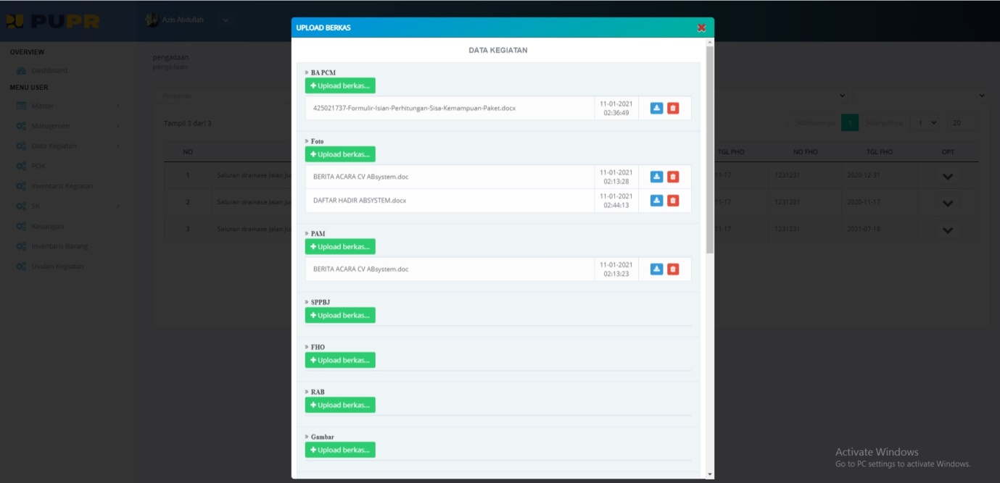 PUPR
Azis Abdullah
OVERVIEW
Dashboard
MENU USER
Master
Manajemen
Data Kegiatan
POK
Inventaris Kegiatan
SK
Keuangan
Inventaris Barang
Usulan Kegiatan
pengadaan
pengadaan
Pencarian
Tampil 3 dari 3
Sebelumnya 1 Selanjutnya 1 20
NO TGL PHO NO FHO TGL FHO OPT
1 Saluran drainase Jalan Ju 11-17 1231231 2020-12-31
2 Saluran drainase Jalan Ju 11-17 1231231 2020-11-17
3 Saluran drainase Jalan Ju 11-17 1231231 2021-07-18
UPLOAD BERKAS
DATA KEGIATAN
» BA PCM
+ Upload berkas...
425021737-Formulir-Isian-Perhitungan-Sisa-Kemampuan-Paket.docx 11-01-2021
02:36:49
» Foto
+ Upload berkas...
BERITA ACARA CV ABsystem.doc 11-01-2021
02:13:28
DAFTAR HADIR ABSYSTEM.docx 11-01-2021
02:44:13
» PAM
+ Upload berkas...
BERITA ACARA CV ABsystem.doc 11-01-2021
02:13:23
» SPPBJ
+ Upload berkas...
» FHO
+ Upload berkas...
» RAB
+ Upload berkas...
» Gambar
+ Upload berkas...
Activate Windows
Go to PC settings to activate Windows.